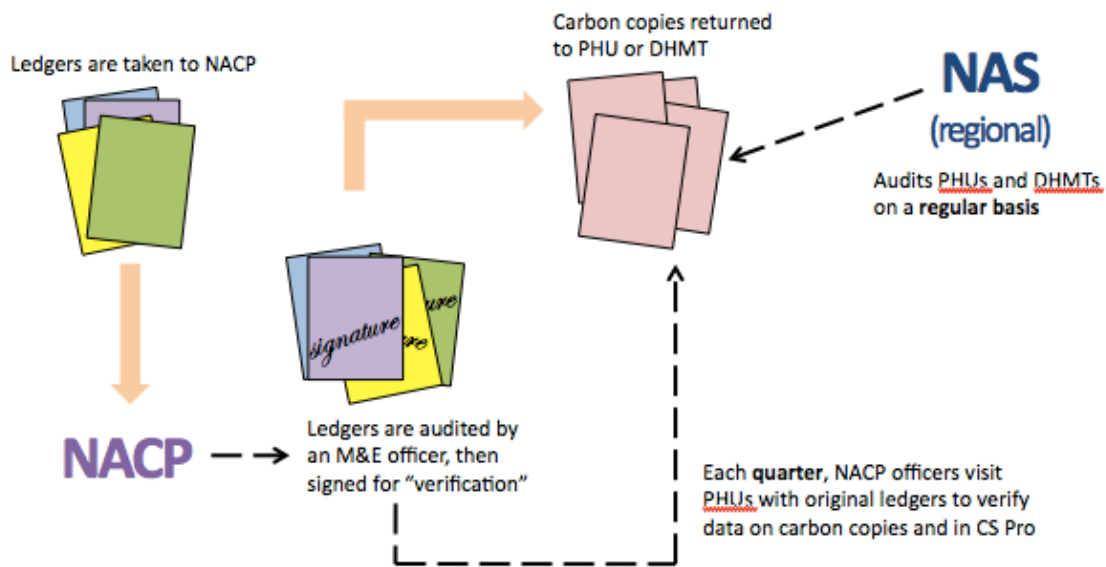 Ledgers are taken to NACP
Carbon copies returned
to PHU or DHMT
NAS
(regional)
Audits PHUs and DHMTs
on a regular basis
signature
ure
ure
NACP
Ledgers are audited by
an M&E officer, then
signed for “verification”
Each quarter, NACP officers visit
PHUs with original ledgers to verify
data on carbon copies and in CS Pro